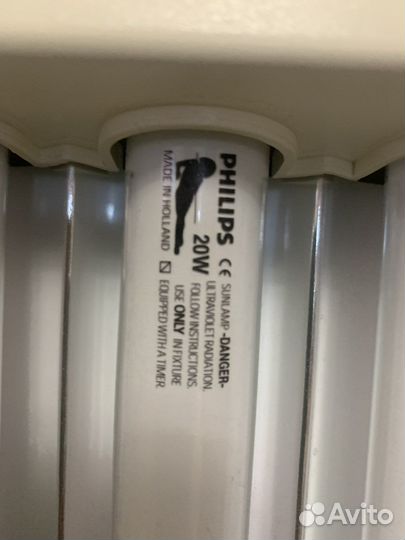 PHILIPS CE SUNLAMP -DANGER-
ULTRAVIOLET RADIATION.
20W FOLLOW INSTRUCTIONS.
USE ONLY IN FIXTURE
MADE IN HOLLAND EQUIPPED WITH A TIMER.
Avito